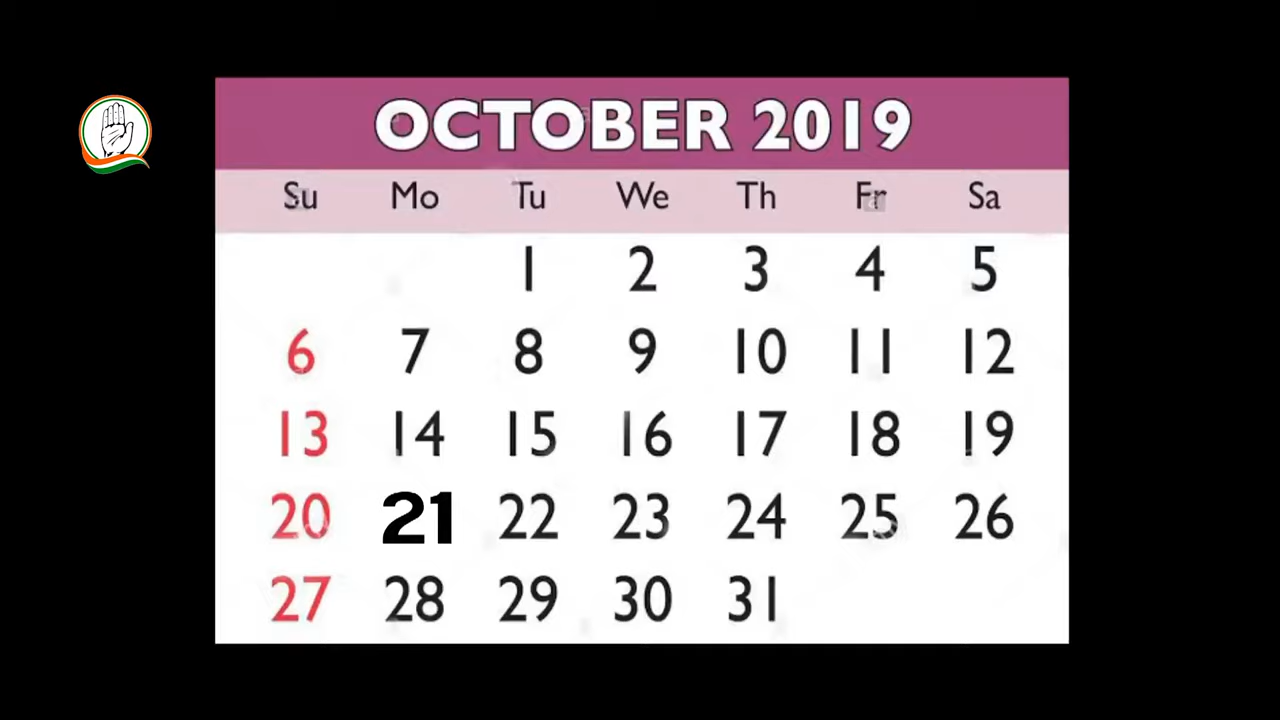 OCTOBER 2019
Su Mo Tu We Th Fr Sa
1 2 3 4 5
6 7 8 9 10 11 12
13 14 15 16 17 18 19
20 21 22 23 24 25 26
27 28 29 30 31